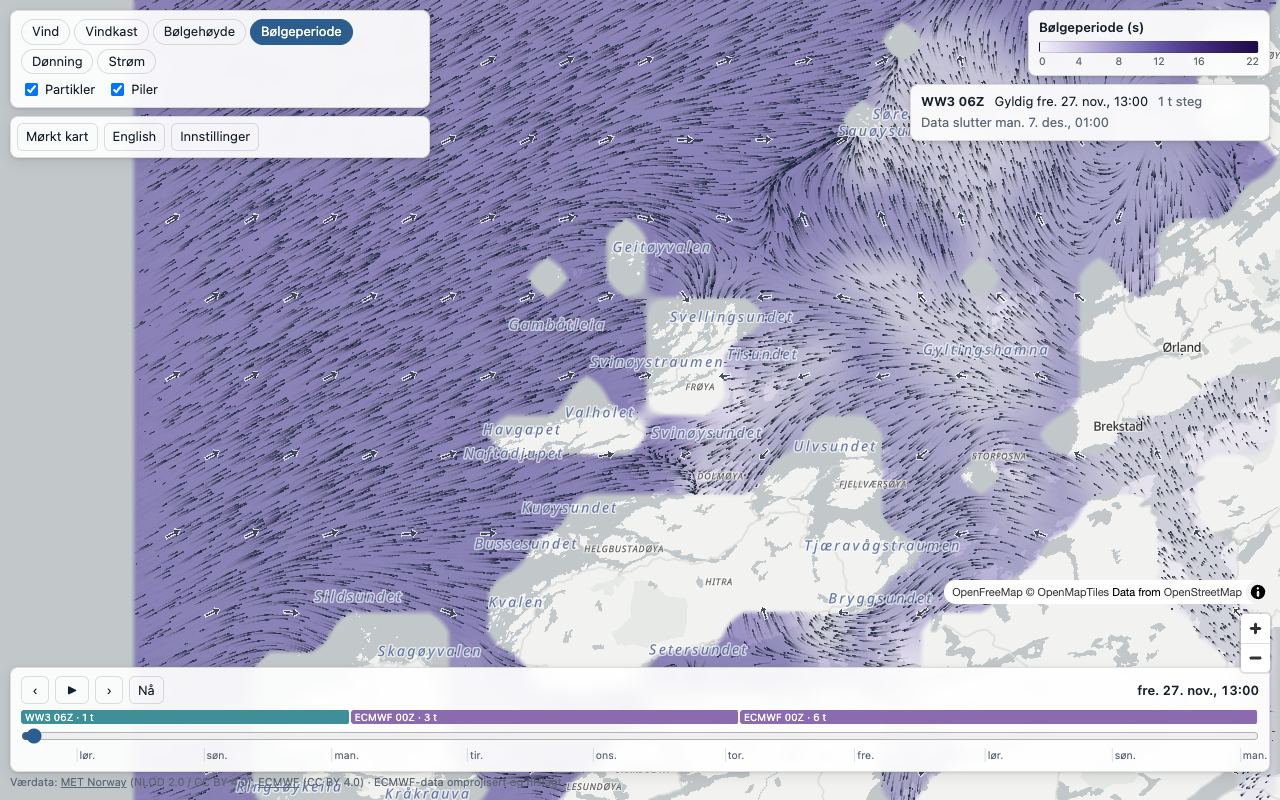 Vind Vindkast Bølgehøyde Bølgeperiode
Dønning Strøm
Partikler Piler
Mørkt kart English Innstillinger
Bølgeperiode (s)
0 4 8 12 16 22
WW3 06Z Gyldig fre. 27. nov., 13:00 1 t steg
Data slutter man. 7. des., 01:00
Geitøyvalen
Gambåtleia
Svellingsundet
Svinøystraumen
Tisundet
Gyltingshamna
Ørland
FRØYA
Valholet
Havgapet
Svinøysundet
Naftadjupet
Ulvsundet
Brekstad
STORFOSNA
DOLMØYA
FJELLVÆRSØYA
Kuøysundet
Bussesundet
HELGBUSTADØYA
Tjæravågstraumen
HITRA
Sildsundet
Kvalen
Bryggsundet
Skagøyvalen
Setersundet
OpenFreeMap © OpenMapTiles Data from OpenStreetMap
‹ › Nå
fre. 27. nov., 13:00
WW3 06Z · 1 t ECMWF 00Z · 3 t ECMWF 00Z · 6 t
lør. søn. man. tir. ons. tor. fre. lør. søn. man.
Værdata: MET Norway
ECMWF (CC BY 4.0) · ECMWF-data omprojisert
Kråkrauva